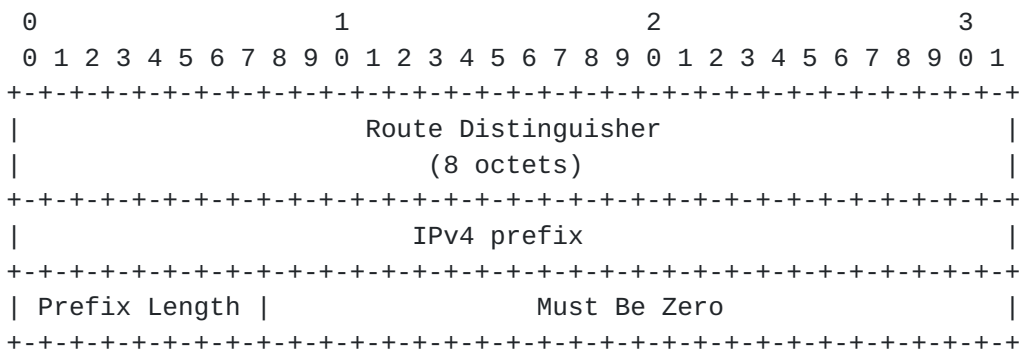 0                   1                   2                   3
 0 1 2 3 4 5 6 7 8 9 0 1 2 3 4 5 6 7 8 9 0 1 2 3 4 5 6 7 8 9 0 1
+-+-+-+-+-+-+-+-+-+-+-+-+-+-+-+-+-+-+-+-+-+-+-+-+-+-+-+-+-+-+-+-+
|                      Route Distinguisher                      |
|                          (8 octets)                           |
+-+-+-+-+-+-+-+-+-+-+-+-+-+-+-+-+-+-+-+-+-+-+-+-+-+-+-+-+-+-+-+-+
|                         IPv4 prefix                           |
+-+-+-+-+-+-+-+-+-+-+-+-+-+-+-+-+-+-+-+-+-+-+-+-+-+-+-+-+-+-+-+-+
| Prefix Length |                 Must Be Zero                  |
+-+-+-+-+-+-+-+-+-+-+-+-+-+-+-+-+-+-+-+-+-+-+-+-+-+-+-+-+-+-+-+-+